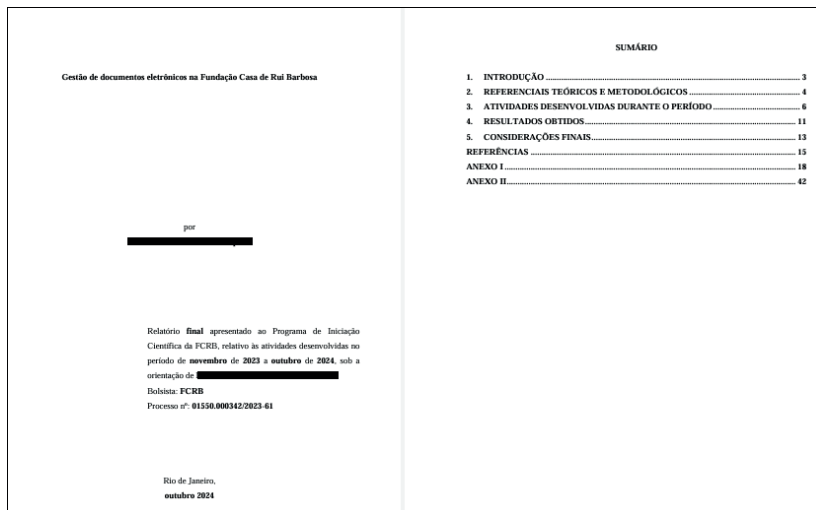 Gestão de documentos eletrônicos na Fundação Casa de Rui Barbosa
por
Relatório final apresentado ao Programa de Iniciação
Científica da FCRB, relativo às atividades desenvolvidas no
período de novembro de 2023 a outubro de 2024, sob a
orientação de
Bolsista: FCRB
Processo nº: 01550.000342/2023-61
Rio de Janeiro,
outubro 2024
SUMÁRIO
1. INTRODUÇÃO ........ 3
2. REFERENCIAIS TEÓRICOS E METODOLÓGICOS ........ 4
3. ATIVIDADES DESENVOLVIDAS DURANTE O PERÍODO ........ 6
4. RESULTADOS OBTIDOS ........ 11
5. CONSIDERAÇÕES FINAIS ........ 13
REFERÊNCIAS ........ 15
ANEXO I ........ 18
ANEXO II ........ 42